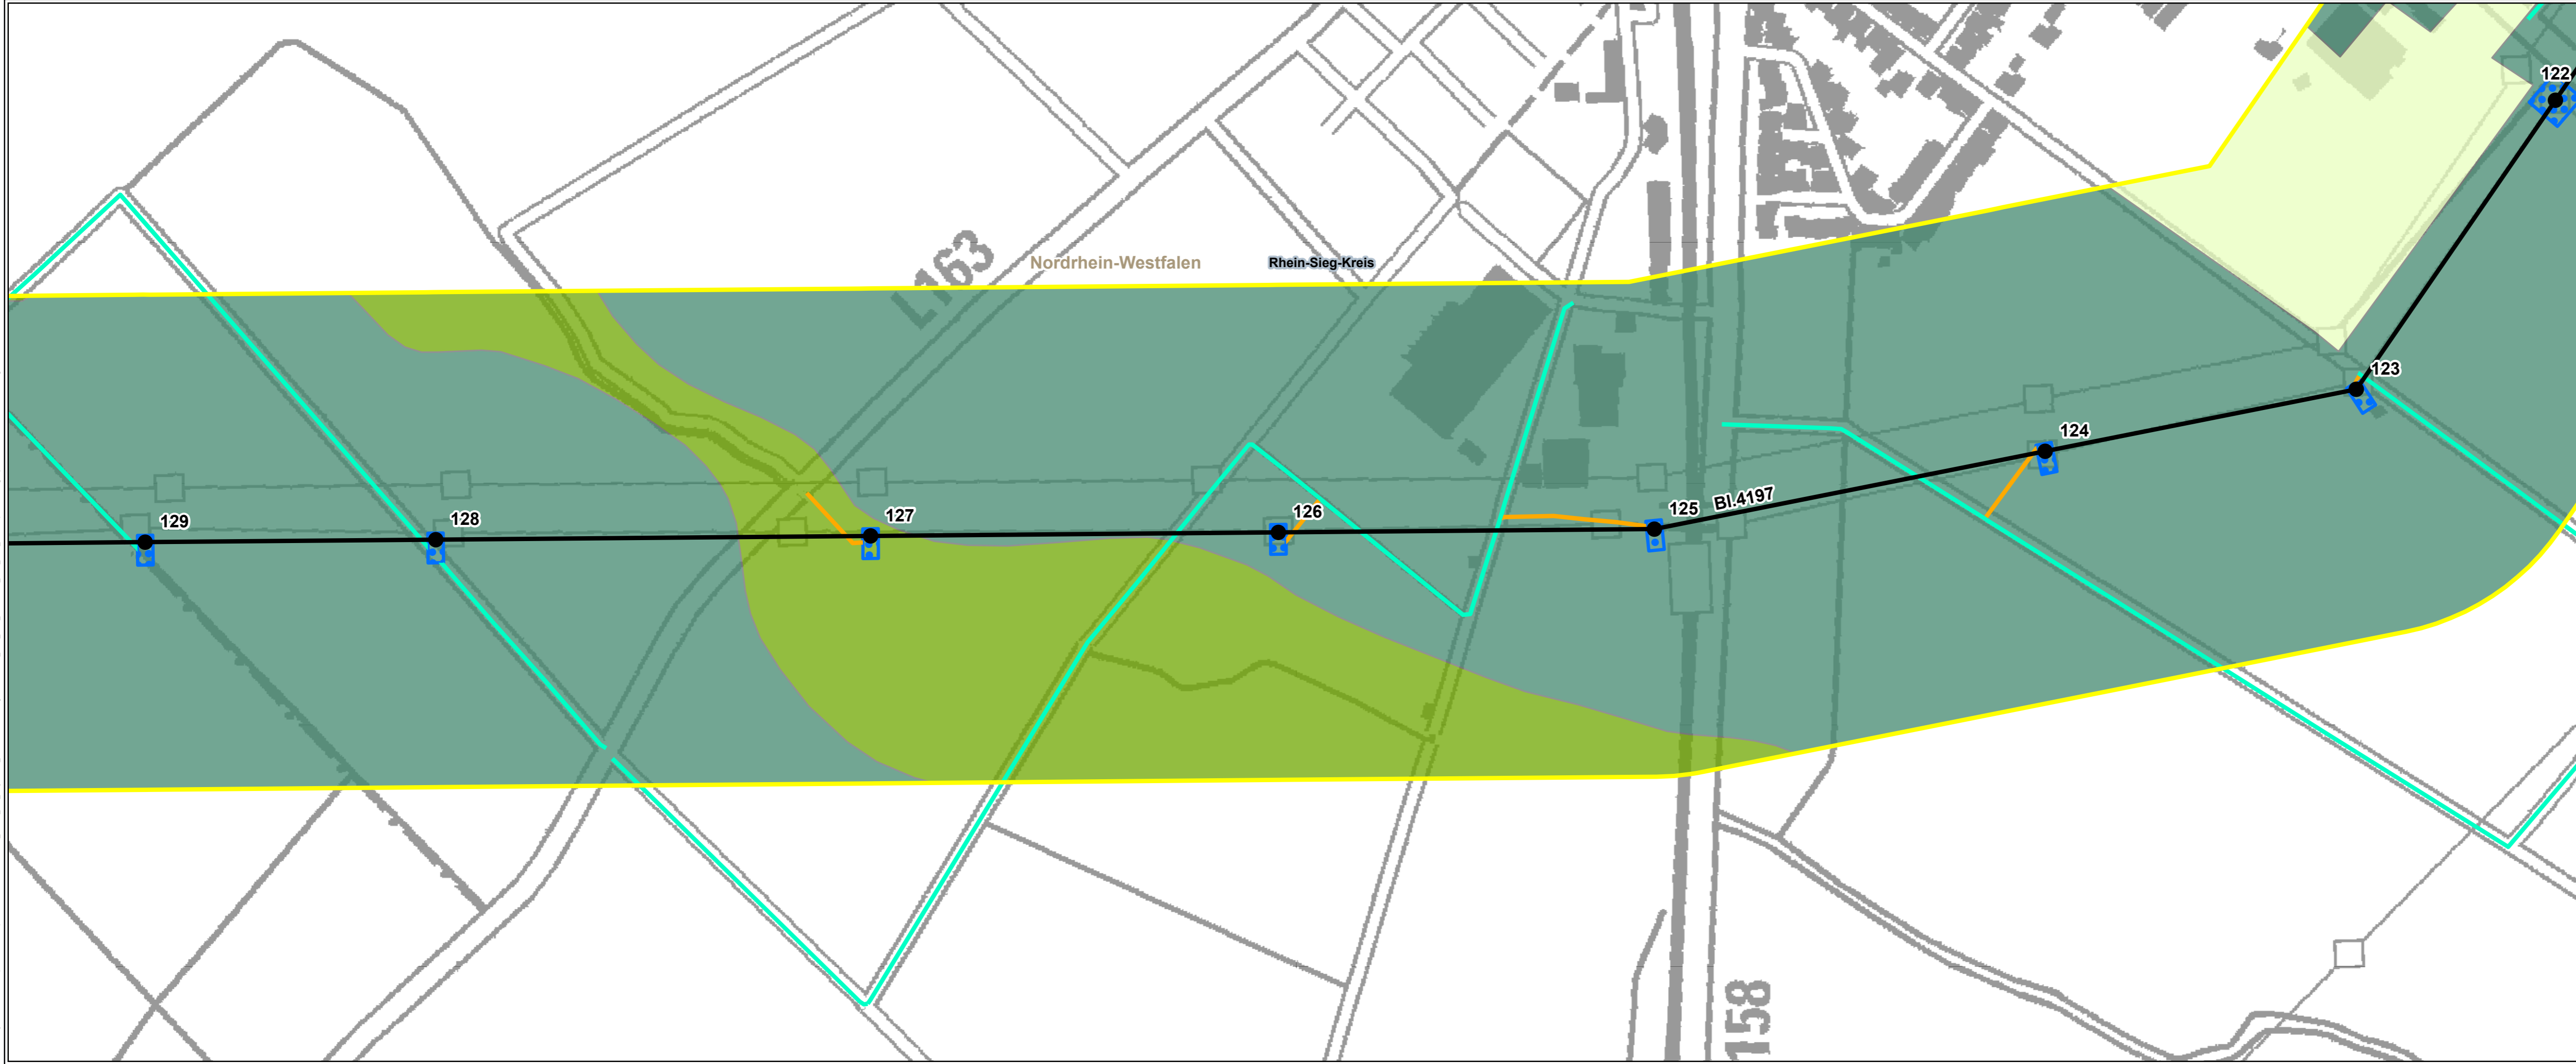 122
L163
Nordrhein-Westfalen
Rhein-Sieg-Kreis
123
124
Bl.4197
125
126
127
128
129
158